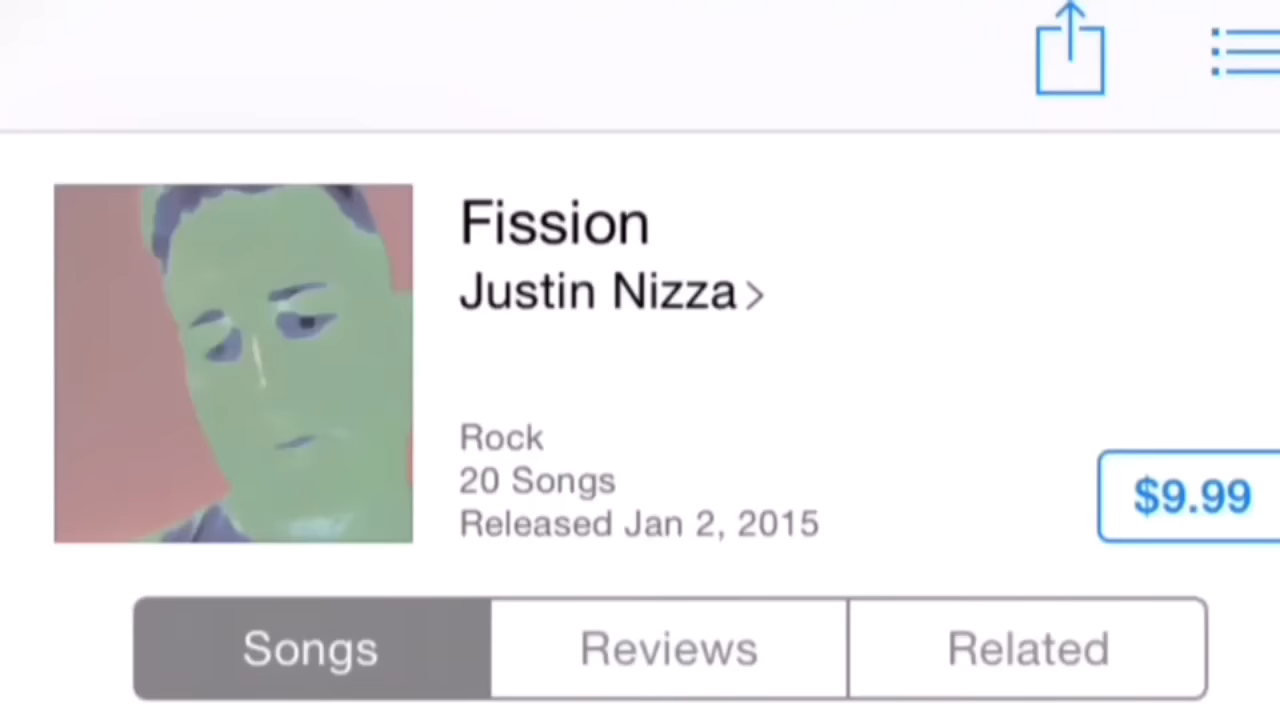 Fission
Justin Nizza >
Rock
20 Songs
Released Jan 2, 2015
$9.99
Songs
Reviews
Related